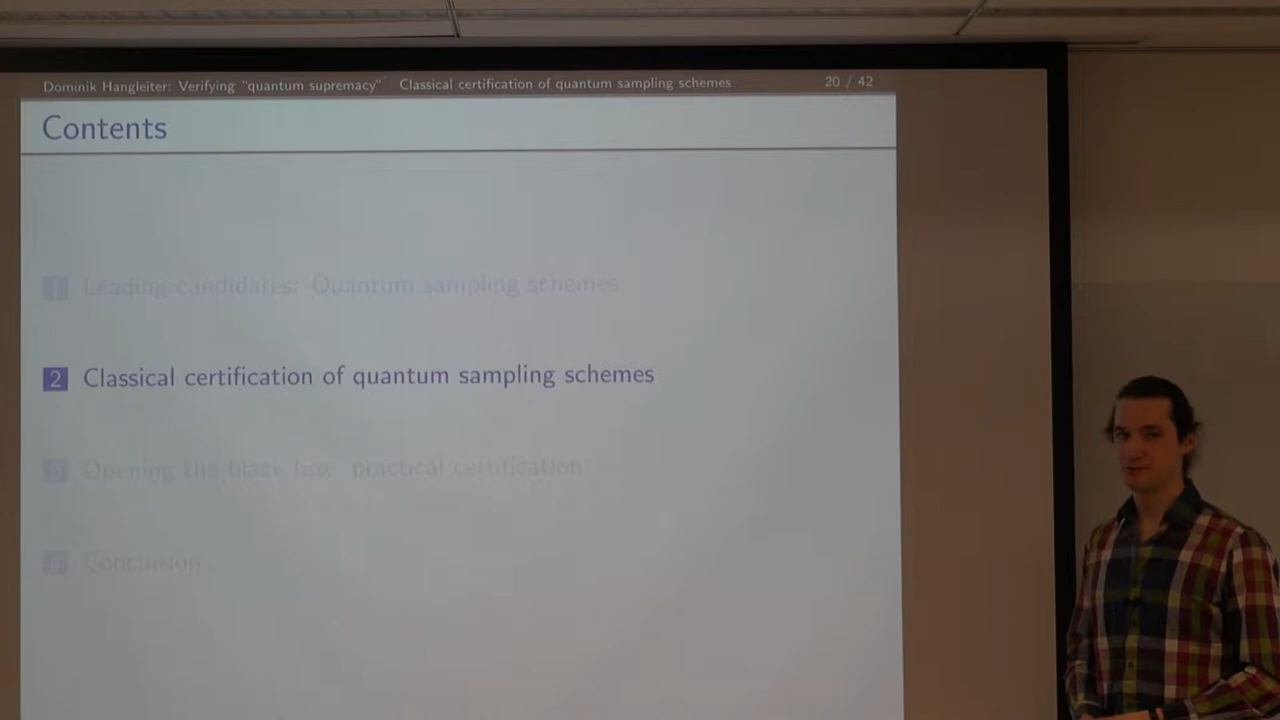 Dominik Hangleiter: Verifying "quantum supremacy" Classical certification of quantum sampling schemes 20 / 42
Contents
1 Leading candidates: Quantum sampling schemes
2 Classical certification of quantum sampling schemes
3 Opening the black box: practical certification
4 Conclusion